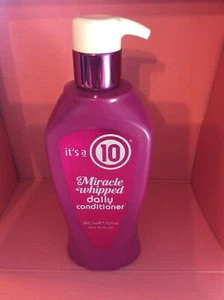 it's a 10
Miracle
whipped
daily
conditioner